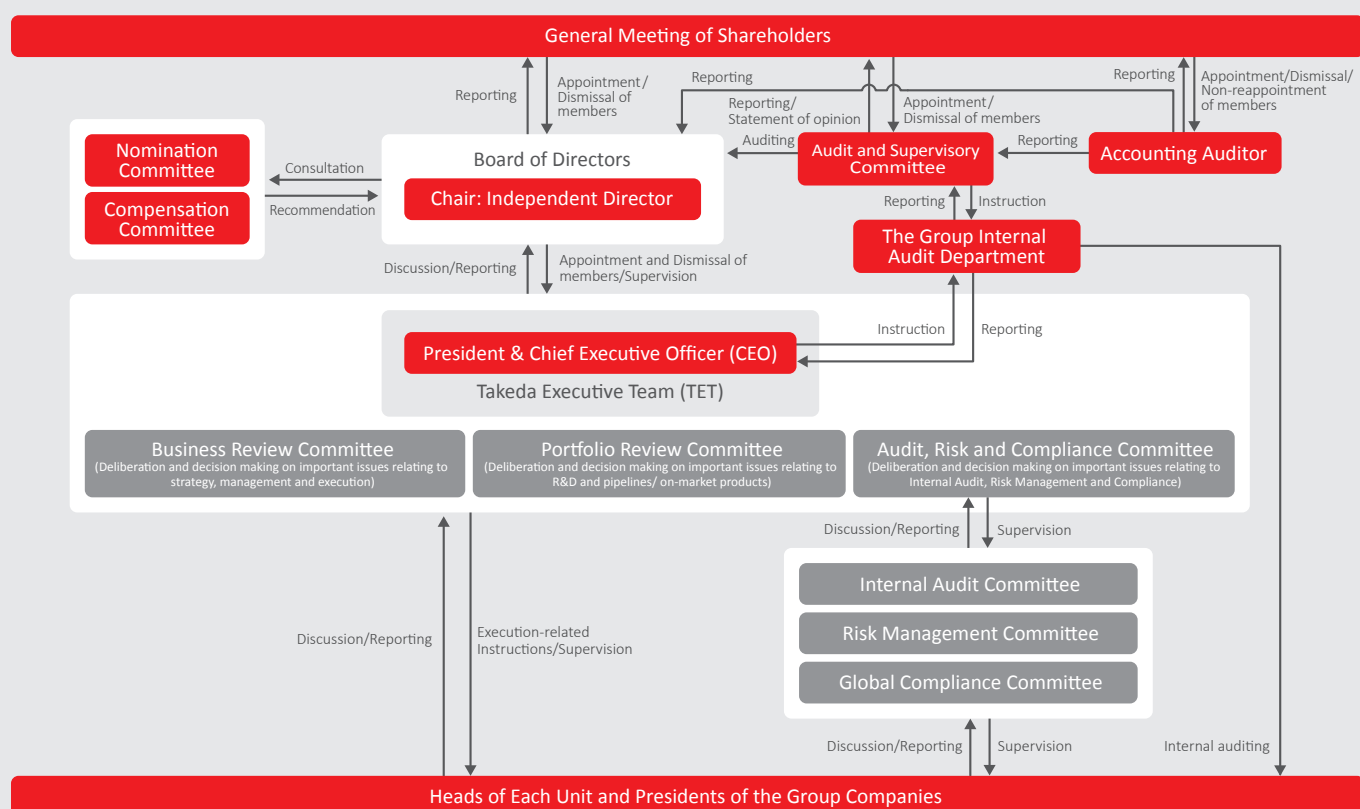 General Meeting of Shareholders
Reporting
Appointment/
Dismissal of
members
Reporting/
Statement of opinion
Appointment/
Dismissal of members
Reporting
Reporting
Appointment/Dismissal/
Non-reappointment
of members
Nomination
Committee
Compensation
Committee
Consultation
Recommendation
Board of Directors
Chair: Independent Director
Auditing
Audit and Supervisory
Committee
Reporting
Accounting Auditor
Reporting
Instruction
The Group Internal
Audit Department
Discussion/Reporting
Appointment and Dismissal of
members/Supervision
President & Chief Executive Officer (CEO)
Takeda Executive Team (TET)
Instruction
Reporting
Business Review Committee
(Deliberation and decision making on important issues relating to
strategy, management and execution)
Portfolio Review Committee
(Deliberation and decision making on important issues relating to
R&D and pipelines/ on-market products)
Audit, Risk and Compliance Committee
(Deliberation and decision making on important issues relating to
Internal Audit, Risk Management and Compliance)
Discussion/Reporting
Supervision
Internal Audit Committee
Risk Management Committee
Global Compliance Committee
Discussion/Reporting
Execution-related
Instructions/Supervision
Discussion/Reporting
Supervision
Internal auditing
Heads of Each Unit and Presidents of the Group Companies